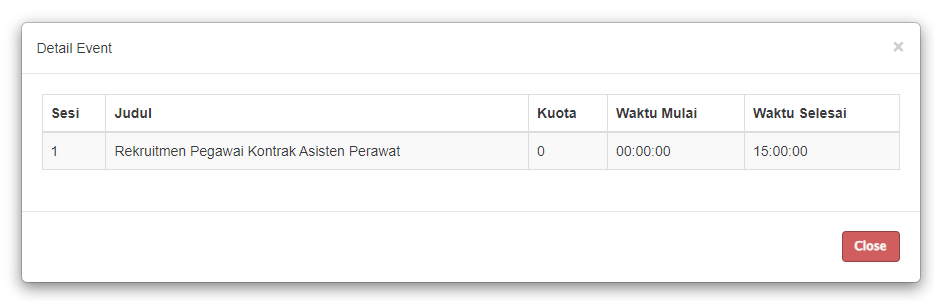 Detail Event ×
Sesi Judul Kuota Waktu Mulai Waktu Selesai
1 Rekruitmen Pegawai Kontrak Asisten Perawat 0 00:00:00 15:00:00
Close